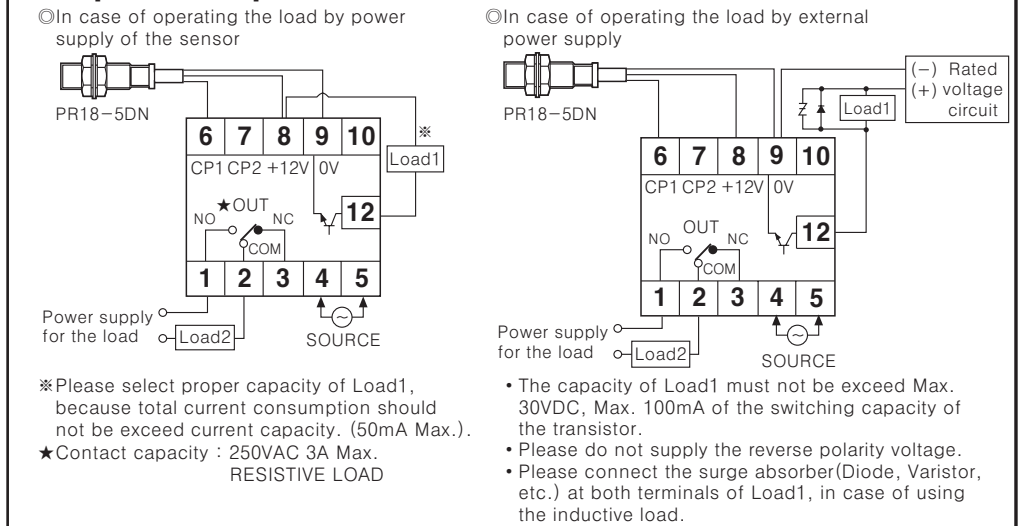 ◎In case of operating the load by power
supply of the sensor
PR18-5DN
6 7 8 9 10
※
Load1
CP1 CP2 +12V 0V
★OUT
NO NC
12
COM
1 2 3 4 5
Power supply
for the load
Load2
SOURCE
※Please select proper capacity of Load1,
because total current consumption should
not be exceed current capacity. (50mA Max.).
★Contact capacity : 250VAC 3A Max.
RESISTIVE LOAD
◎In case of operating the load by external
power supply
PR18-5DN
(-) Rated
(+) voltage
circuit
Load1
6 7 8 9 10
CP1 CP2 +12V 0V
OUT
NO NC
12
COM
1 2 3 4 5
Power supply
for the load
Load2
SOURCE
• The capacity of Load1 must not be exceed Max.
30VDC, Max. 100mA of the switching capacity of
the transistor.
• Please do not supply the reverse polarity voltage.
• Please connect the surge absorber(Diode, Varistor,
etc.) at both terminals of Load1, in case of using
the inductive load.